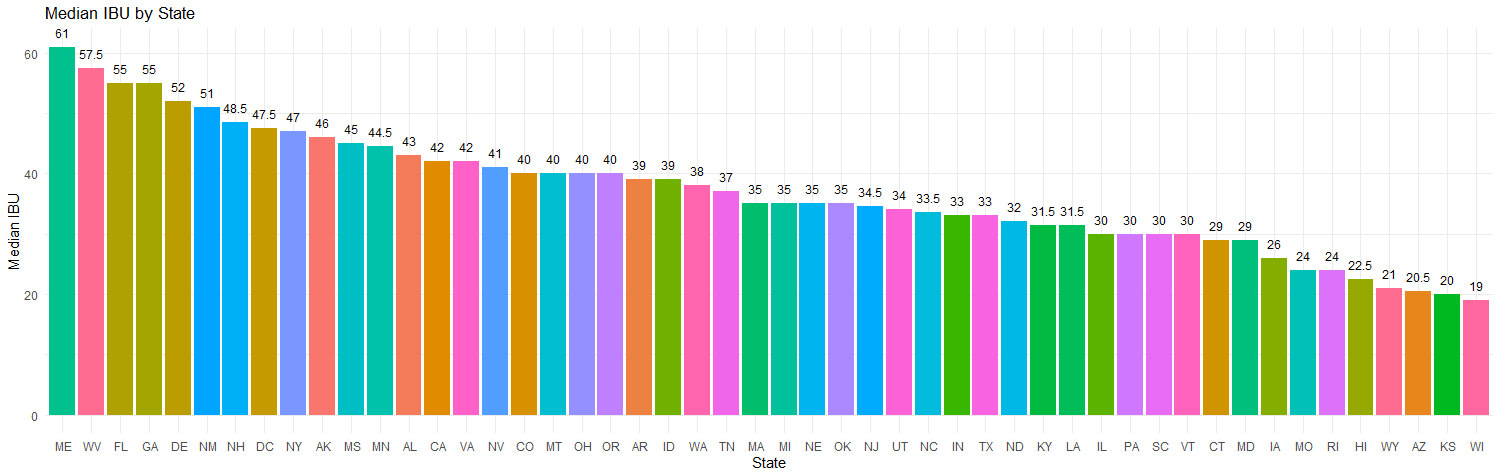 Median IBU by State
61 57.5 55 55 52 51 48.5 47.5 47 46 45 44.5 43 42 42 41 40 40 40 40 39 39 38 37 35 35 35 35 34.5 34 33.5 33 33 32 31.5 31.5 30 30 30 30 29 29 26 24 24 22.5 21 20.5 20 19
Median IBU
60
40
20
0
ME WV FL GA DE NM NH DC NY AK MS MN AL CA VA NV CO MT OH OR AR ID WA TN MA MI NE OK NJ UT NC IN TX ND KY LA IL PA SC VT CT MD IA MO RI HI WY AZ KS WI
State